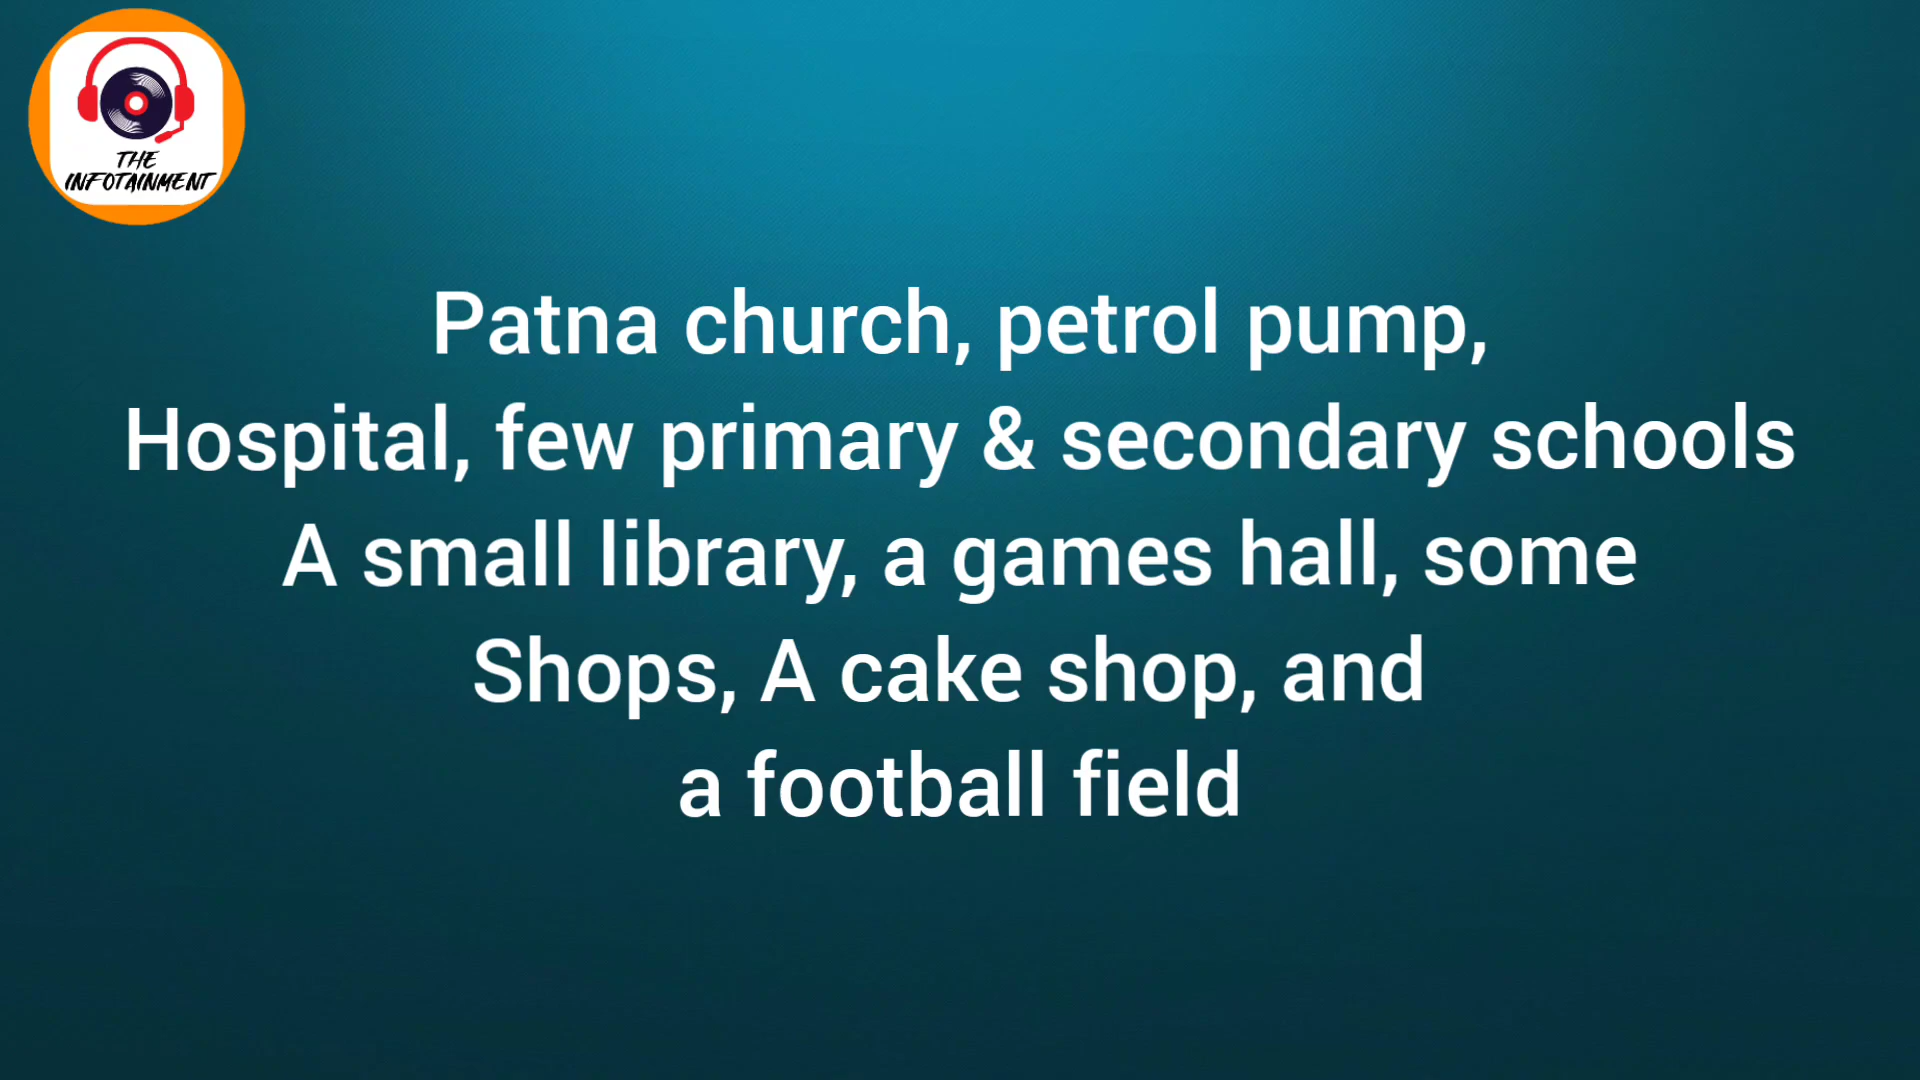 THE
INFOTAINMENT
Patna church, petrol pump,
Hospital, few primary & secondary schools
A small library, a games hall, some
Shops, A cake shop, and
a football field